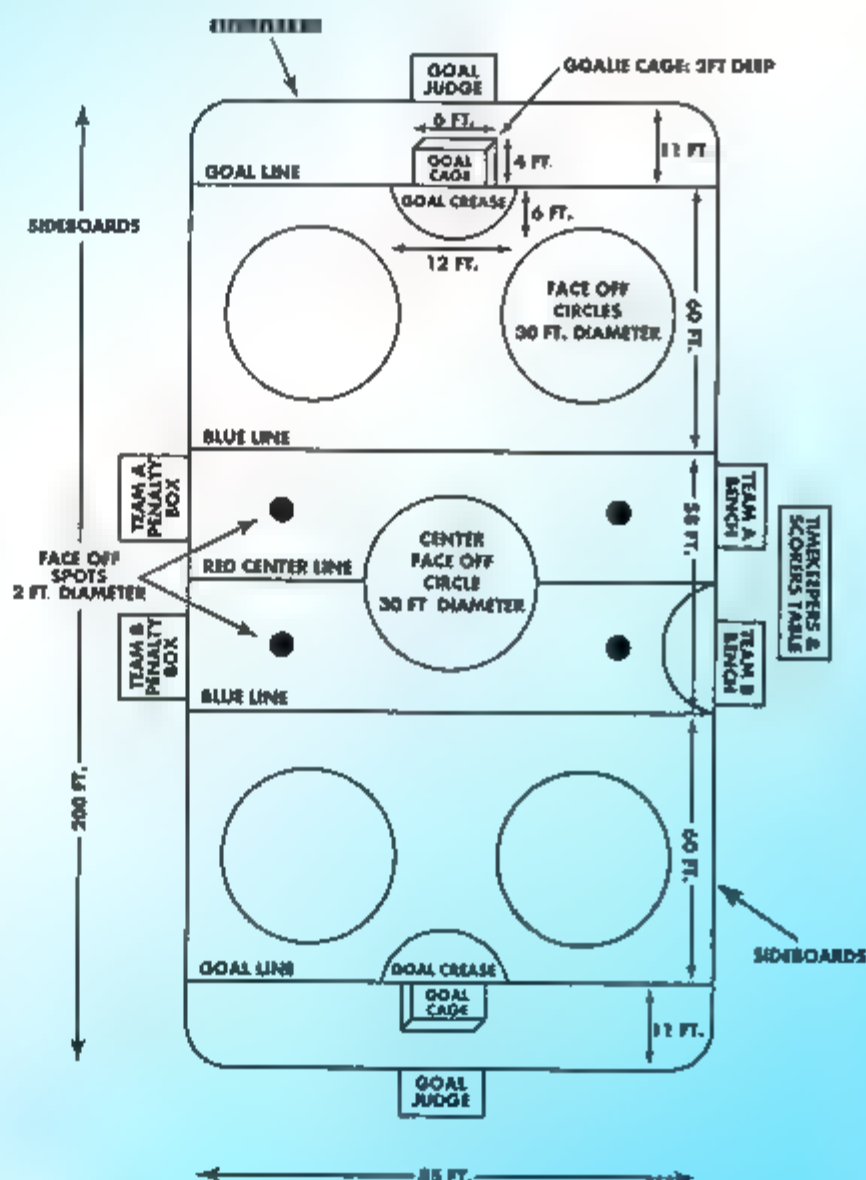 GOAL
JUDGE
GOALIE CAGE: 2FT DEEP
6 FT.
11 FT
GOAL
CAGE
4 FT.
GOAL LINE
GOAL CREASE
6 FT.
12 FT.
SIDEBOARDS
FACE OFF
CIRCLES
30 FT. DIAMETER
60 FT.
BLUE LINE
TEAM A
PENALTY
BOX
TEAM A
BENCH
58 FT.
TIMEKEEPERS &
SCORERS TABLE
FACE OFF
SPOTS
2 FT. DIAMETER
RED CENTER LINE
CENTER
FACE OFF
CIRCLE
30 FT DIAMETER
TEAM B
PENALTY
BOX
TEAM B
BENCH
BLUE LINE
200 FT.
60 FT.
SIDEBOARDS
GOAL LINE
GOAL CREASE
GOAL
CAGE
11 FT.
GOAL
JUDGE
85 FT.